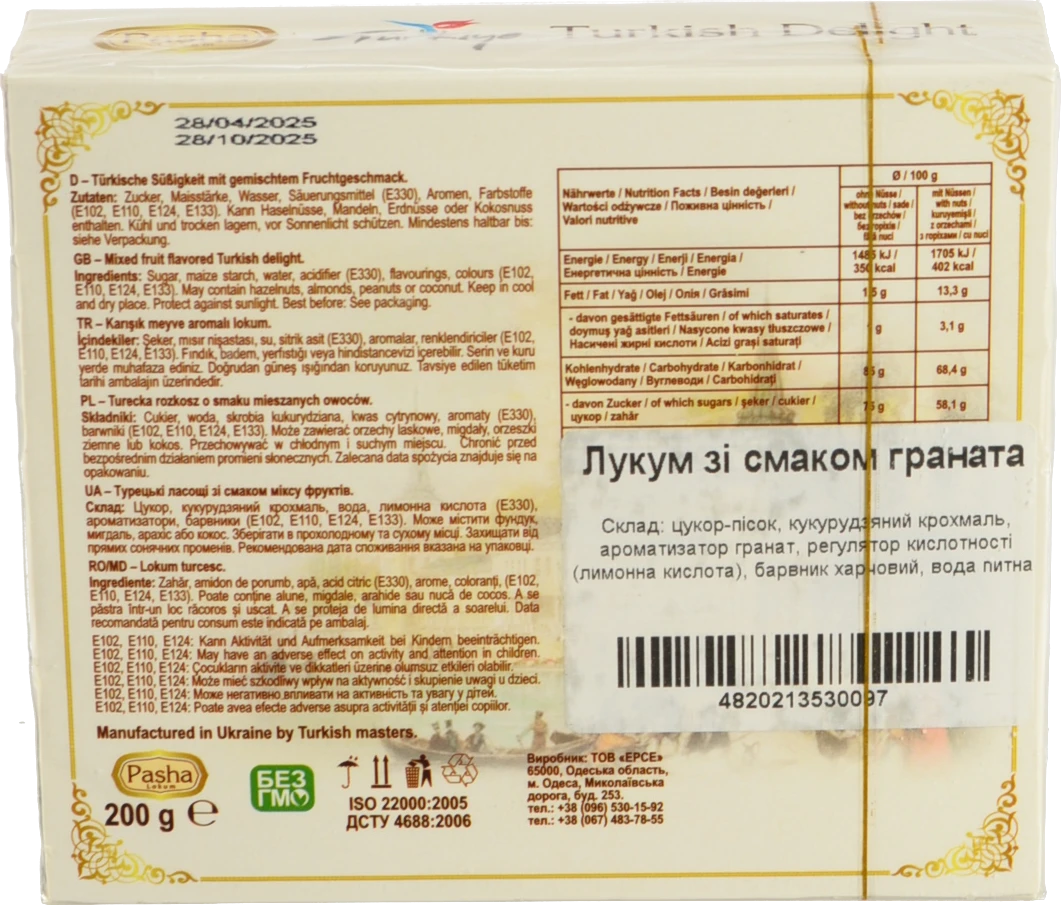 Pasha
Türkiye
Turkish Delight
28/04/2025
28/10/2025
D – Türkische Süßigkeit mit gemischtem Fruchtgeschmack.
Zutaten: Zucker, Maisstärke, Wasser, Säuerungsmittel (E330), Aromen, Farbstoffe
(E102, E110, E124, E133). Kann Haselnüsse, Mandeln, Erdnüsse oder Kokosnuss
enthalten. Kühl und trocken lagern, vor Sonnenlicht schützen. Mindestens haltbar bis:
siehe Verpackung.
GB – Mixed fruit flavored Turkish delight.
Ingredients: Sugar, maize starch, water, acidifier (E330), flavourings, colours (E102,
E110, E124, E133). May contain hazelnuts, almonds, peanuts or coconut. Keep in cool
and dry place. Protect against sunlight. Best before: See packaging.
TR – Karışık meyve aromalı lokum.
İçindekiler: Şeker, mısır nişastası, su, sitrik asit (E330), aromalar, renklendiriciler (E102,
E110, E124, E133). Fındık, badem, yerfıstığı veya hindistancevizi içerebilir. Serin ve kuru
yerde muhafaza ediniz. Doğrudan güneş ışığından koruyunuz. Tavsiye edilen tüketim
tarihi ambalajın üzerindedir.
PL – Turecka rozkosz o smaku mieszanych owoców.
Składniki: Cukier, woda, skrobia kukurydziana, kwas cytrynowy, aromaty (E330),
barwniki (E102, E110, E124, E133). Może zawierać orzechy laskowe, migdały, orzeszki
ziemne lub kokos. Przechowywać w chłodnym i suchym miejscu. Chronić przed
bezpośrednim działaniem promieni słonecznych. Zalecana data spożycia znajduje się na
opakowaniu.
UA – Турецькі ласощі зі смаком міксу фруктів.
Склад: Цукор, кукурудзяний крохмаль, вода, лимонна кислота (E330),
ароматизатори, барвники (E102, E110, E124, E133). Може містити фундук,
мигдаль, арахіс або кокос. Зберігати в прохолодному та сухому місці. Захищати від
прямих сонячних променів. Рекомендована дата споживання вказана на упаковці.
RO/MD – Lokum turcesc.
Ingrediente: Zahăr, amidon de porumb, apă, acid citric (E330), arome, coloranți, (E102,
E110, E124, E133). Poate conține alune, migdale, arahide sau nucă de cocos. A se
păstra într-un loc răcoros și uscat. A se proteja de lumina directă a soarelui. Data
recomandată pentru consum este indicată pe ambalaj.
E102, E110, E124: Kann Aktivität und Aufmerksamkeit bei Kindern beeinträchtigen.
E102, E110, E124: May have an adverse effect on activity and attention in children.
E102, E110, E124: Çocukların aktivite ve dikkatleri üzerine olumsuz etkileri olabilir.
E102, E110, E124: Może mieć szkodliwy wpływ na aktywność i skupienie uwagi u dzieci.
E102, E110, E124: Може негативно впливати на активність та увагу у дітей.
E102, E110, E124: Poate avea efecte adverse asupra activității și atenției copiilor.
Manufactured in Ukraine by Turkish masters.
Pasha
Lokum
200 g ℮
БЕЗ
ГМО
ISO 22000:2005
ДСТУ 4688:2006
Виробник: ТОВ «ЕРСЕ»
65000, Одеська область,
м. Одеса, Миколаївська
дорога, буд. 253.
тел.: +38 (096) 530-15-92
тел.: +38 (067) 483-78-55
Nährwerte / Nutrition Facts / Besin değerleri /
Wartości odżywcze / Поживна цінність /
Valori nutritive
Ø / 100 g
ohne Nüsse /
without nuts / sade /
bez orzechów /
без горіхів /
fără nuci
mit Nüssen /
with nuts /
kuruyemişli /
z orzechami /
з горіхами / cu nuci
Energie / Energy / Enerji / Energia /
Енергетична цінність / Energie
1485 kJ /
350 kcal
1705 kJ /
402 kcal
Fett / Fat / Yağ / Olej / Олія / Grăsimi
g
13,3 g
- davon gesättigte Fettsäuren / of which saturates /
doymuş yağ asitleri / Nasycone kwasy tłuszczowe /
Насичені жирні кислоти / Acizi grași saturați
g
3,1 g
Kohlenhydrate / Carbohydrate / Karbonhidrat /
Węglowodany / Вуглеводи / Carbohidrați
g
68,4 g
- davon Zucker / of which sugars / şeker / cukier /
цукор / zahăr
g
58,1 g
Лукум зі смаком граната
Склад: цукор-пісок, кукурудзяний крохмаль,
ароматизатор гранат, регулятор кислотності
(лимонна кислота), барвник харчовий, вода питна
4820213530097